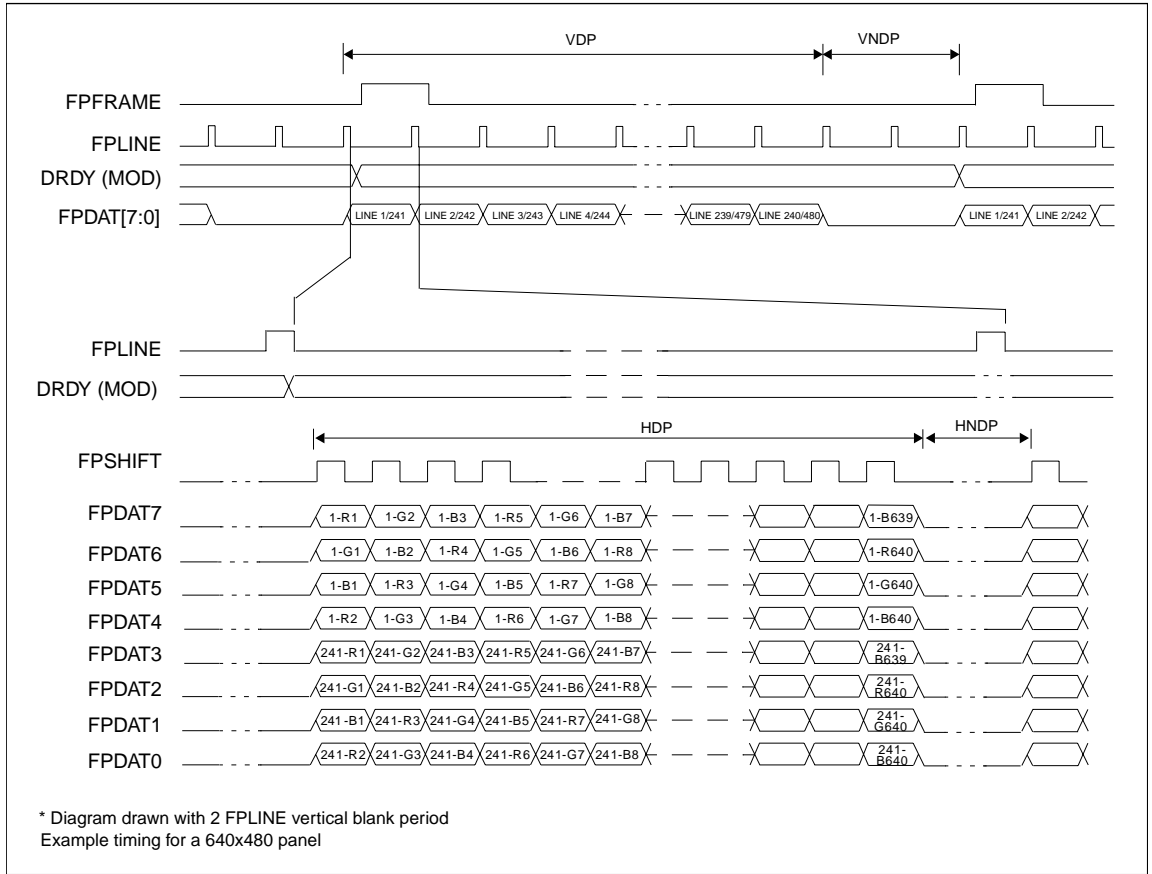 VDP VNDP
FPFRAME
FPLINE
DRDY (MOD)
FPDAT[7:0] LINE 1/241 LINE 2/242 LINE 3/243 LINE 4/244 LINE 239/479 LINE 240/480 LINE 1/241 LINE 2/242
FPLINE
DRDY (MOD)
HDP HNDP
FPSHIFT
FPDAT7 1-R1 1-G2 1-B3 1-R5 1-G6 1-B7 1-B639
FPDAT6 1-G1 1-B2 1-R4 1-G5 1-B6 1-R8 1-R640
FPDAT5 1-B1 1-R3 1-G4 1-B5 1-R7 1-G8 1-G640
FPDAT4 1-R2 1-G3 1-B4 1-R6 1-G7 1-B8 1-B640
FPDAT3 241-R1 241-G2 241-B3 241-R5 241-G6 241-B7 241-B639
FPDAT2 241-G1 241-B2 241-R4 241-G5 241-B6 241-R8 241-R640
FPDAT1 241-B1 241-R3 241-G4 241-B5 241-R7 241-G8 241-G640
FPDAT0 241-R2 241-G3 241-B4 241-R6 241-G7 241-B8 241-B640
* Diagram drawn with 2 FPLINE vertical blank period
Example timing for a 640x480 panel